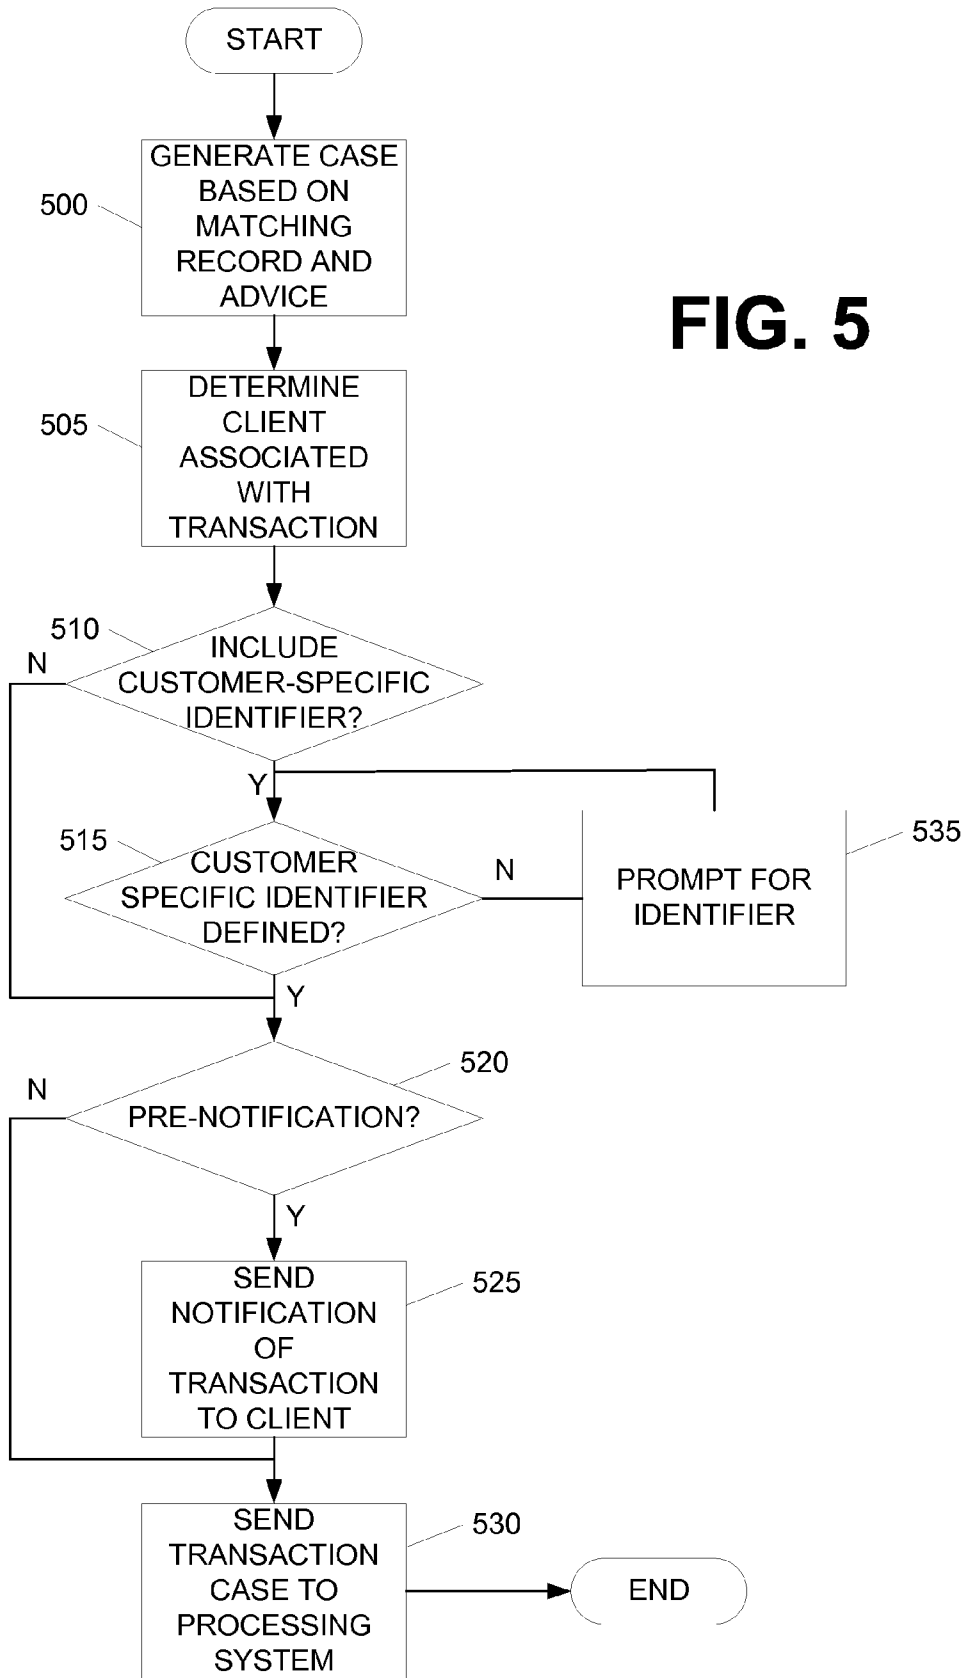 START
GENERATE CASE
BASED ON
MATCHING
RECORD AND
ADVICE
500
FIG. 5
DETERMINE
CLIENT
ASSOCIATED
WITH
TRANSACTION
505
510
INCLUDE
CUSTOMER-SPECIFIC
IDENTIFIER?
N
Y
515
CUSTOMER
SPECIFIC IDENTIFIER
DEFINED?
N
PROMPT FOR
IDENTIFIER
535
Y
520
PRE-NOTIFICATION?
N
Y
SEND
NOTIFICATION
OF
TRANSACTION
TO CLIENT
525
SEND
TRANSACTION
CASE TO
PROCESSING
SYSTEM
530
END